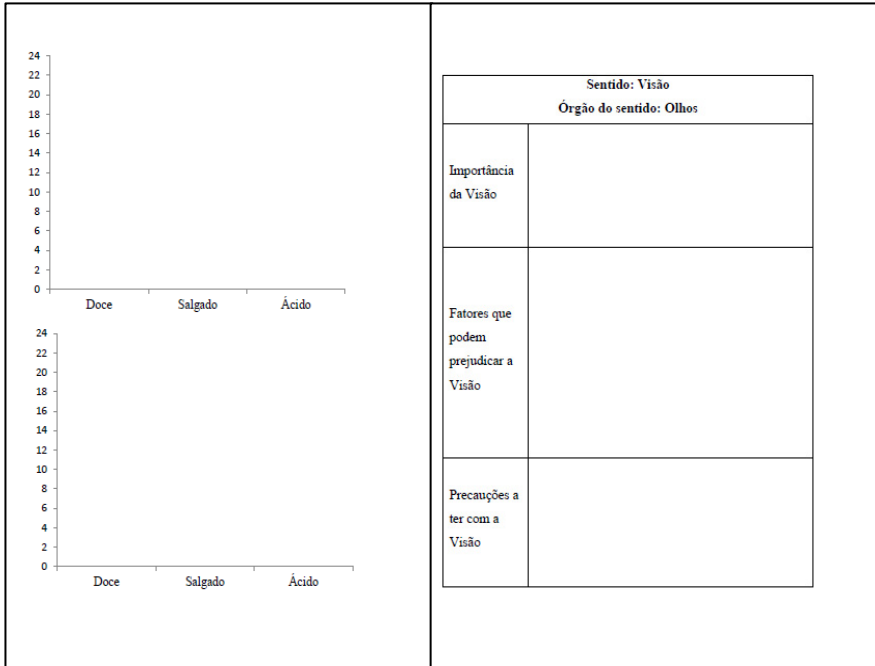 24
22
20
18
16
14
12
10
8
6
4
2
0
Doce Salgado Ácido
24
22
20
18
16
14
12
10
8
6
4
2
0
Doce Salgado Ácido
Sentido: Visão
Órgão do sentido: Olhos
Importância
da Visão
Fatores que
podem
prejudicar a
Visão
Precauções a
ter com a
Visão